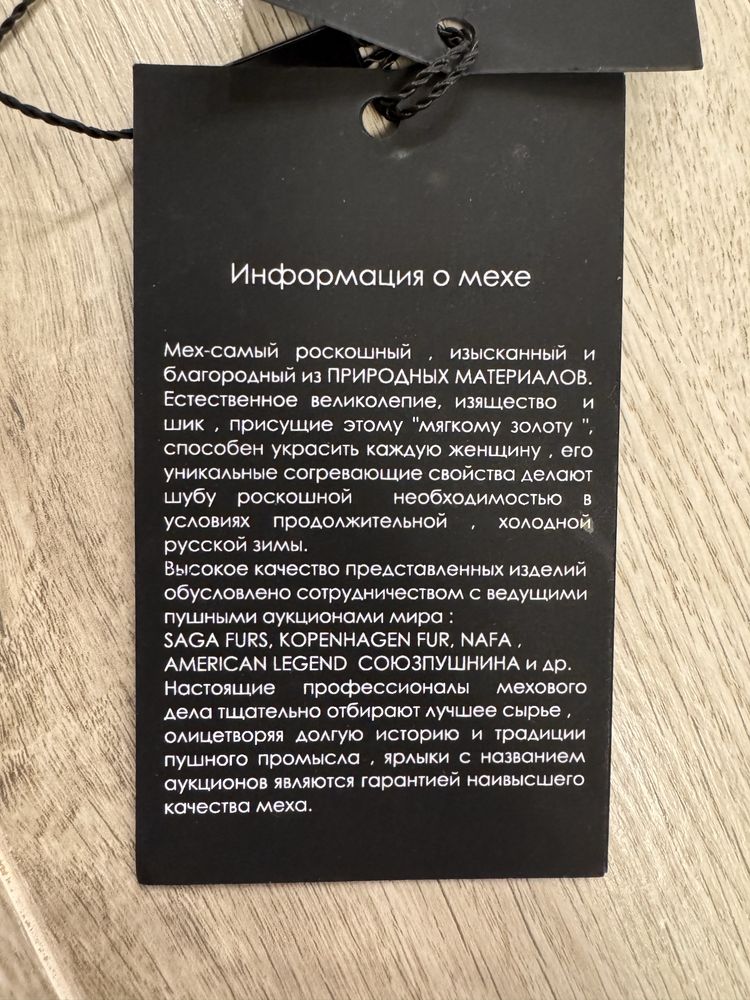 Информация о мехе
Мех-самый роскошный , изысканный и
благородный из ПРИРОДНЫХ МАТЕРИАЛОВ.
Естественное великолепие, изящество и
шик , присущие этому "мягкому золоту ",
способен украсить каждую женщину , его
уникальные согревающие свойства делают
шубу роскошной необходимостью в
условиях продолжительной , холодной
русской зимы.
Высокое качество представленных изделий
обусловлено сотрудничеством с ведущими
пушными аукционами мира :
SAGA FURS, KOPENHAGEN FUR, NAFA ,
AMERICAN LEGEND СОЮЗПУШНИНА и др.
Настоящие профессионалы мехового
дела тщательно отбирают лучшее сырье ,
олицетворяя долгую историю и традиции
пушного промысла , ярлыки с названием
аукционов являются гарантией наивысшего
качества меха.